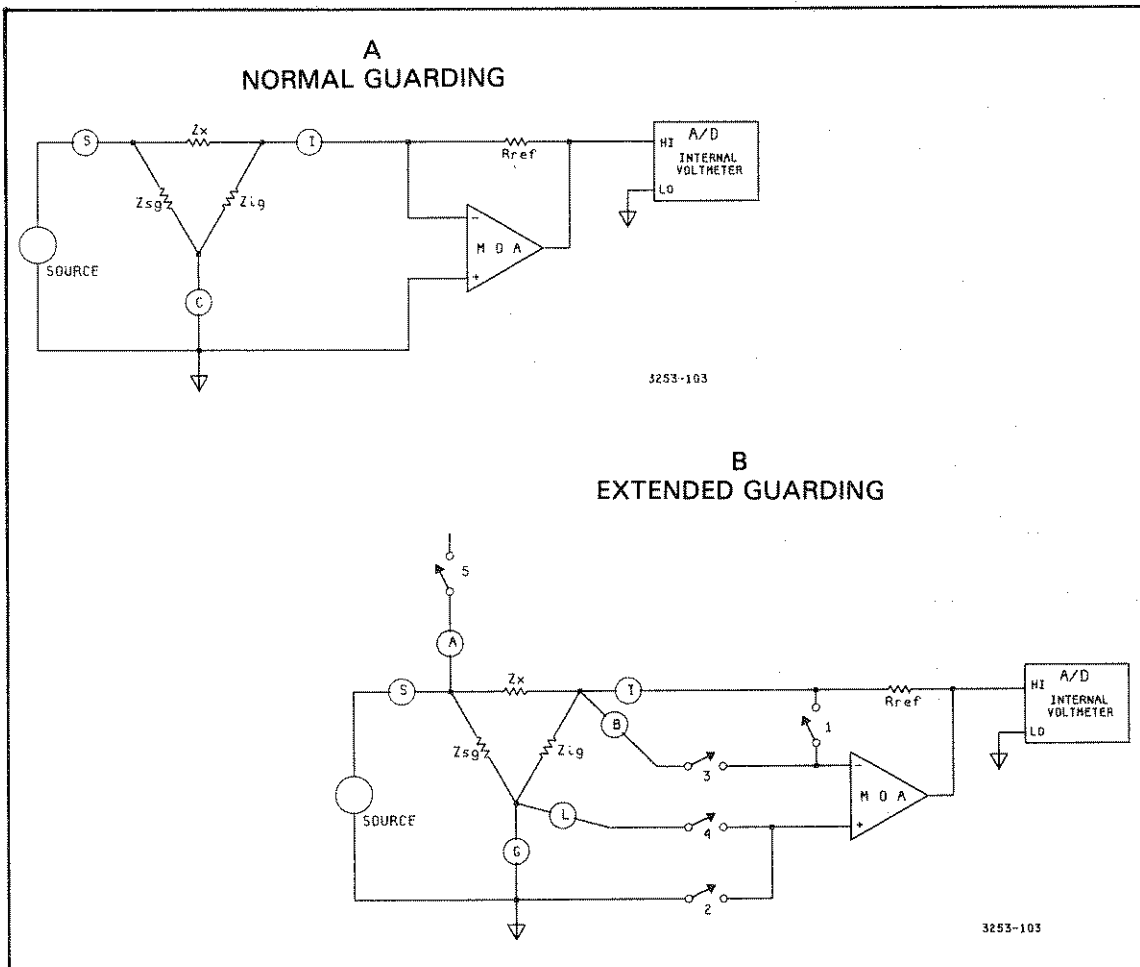 A
NORMAL GUARDING
S
Zx
I
Rref
HI
A/D
INTERNAL
VOLTMETER
LO
Zsg
Zig
-
M O A
+
SOURCE
C
3253-103
B
EXTENDED GUARDING
5
A
S
Zx
I
Rref
HI
A/D
INTERNAL
VOLTMETER
LO
B
1
Zsg
Zig
3
-
M O A
+
SOURCE
L
4
G
2
3253-103